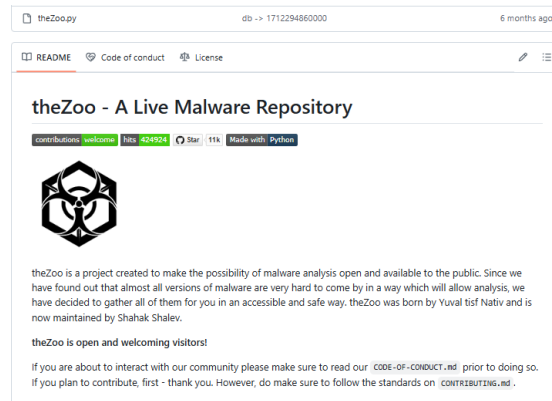 theZoo.py db -> 1712294860000 6 months ago
README Code of conduct License
theZoo - A Live Malware Repository
contributions welcome hits 424924 Star 11k Made with Python
theZoo is a project created to make the possibility of malware analysis open and available to the public. Since we
have found out that almost all versions of malware are very hard to come by in a way which will allow analysis, we
have decided to gather all of them for you in an accessible and safe way. theZoo was born by Yuval tisf Nativ and is
now maintained by Shahak Shalev.
theZoo is open and welcoming visitors!
If you are about to interact with our community please make sure to read our CODE-OF-CONDUCT.md prior to doing so.
If you plan to contribute, first - thank you. However, do make sure to follow the standards on CONTRIBUTING.md.